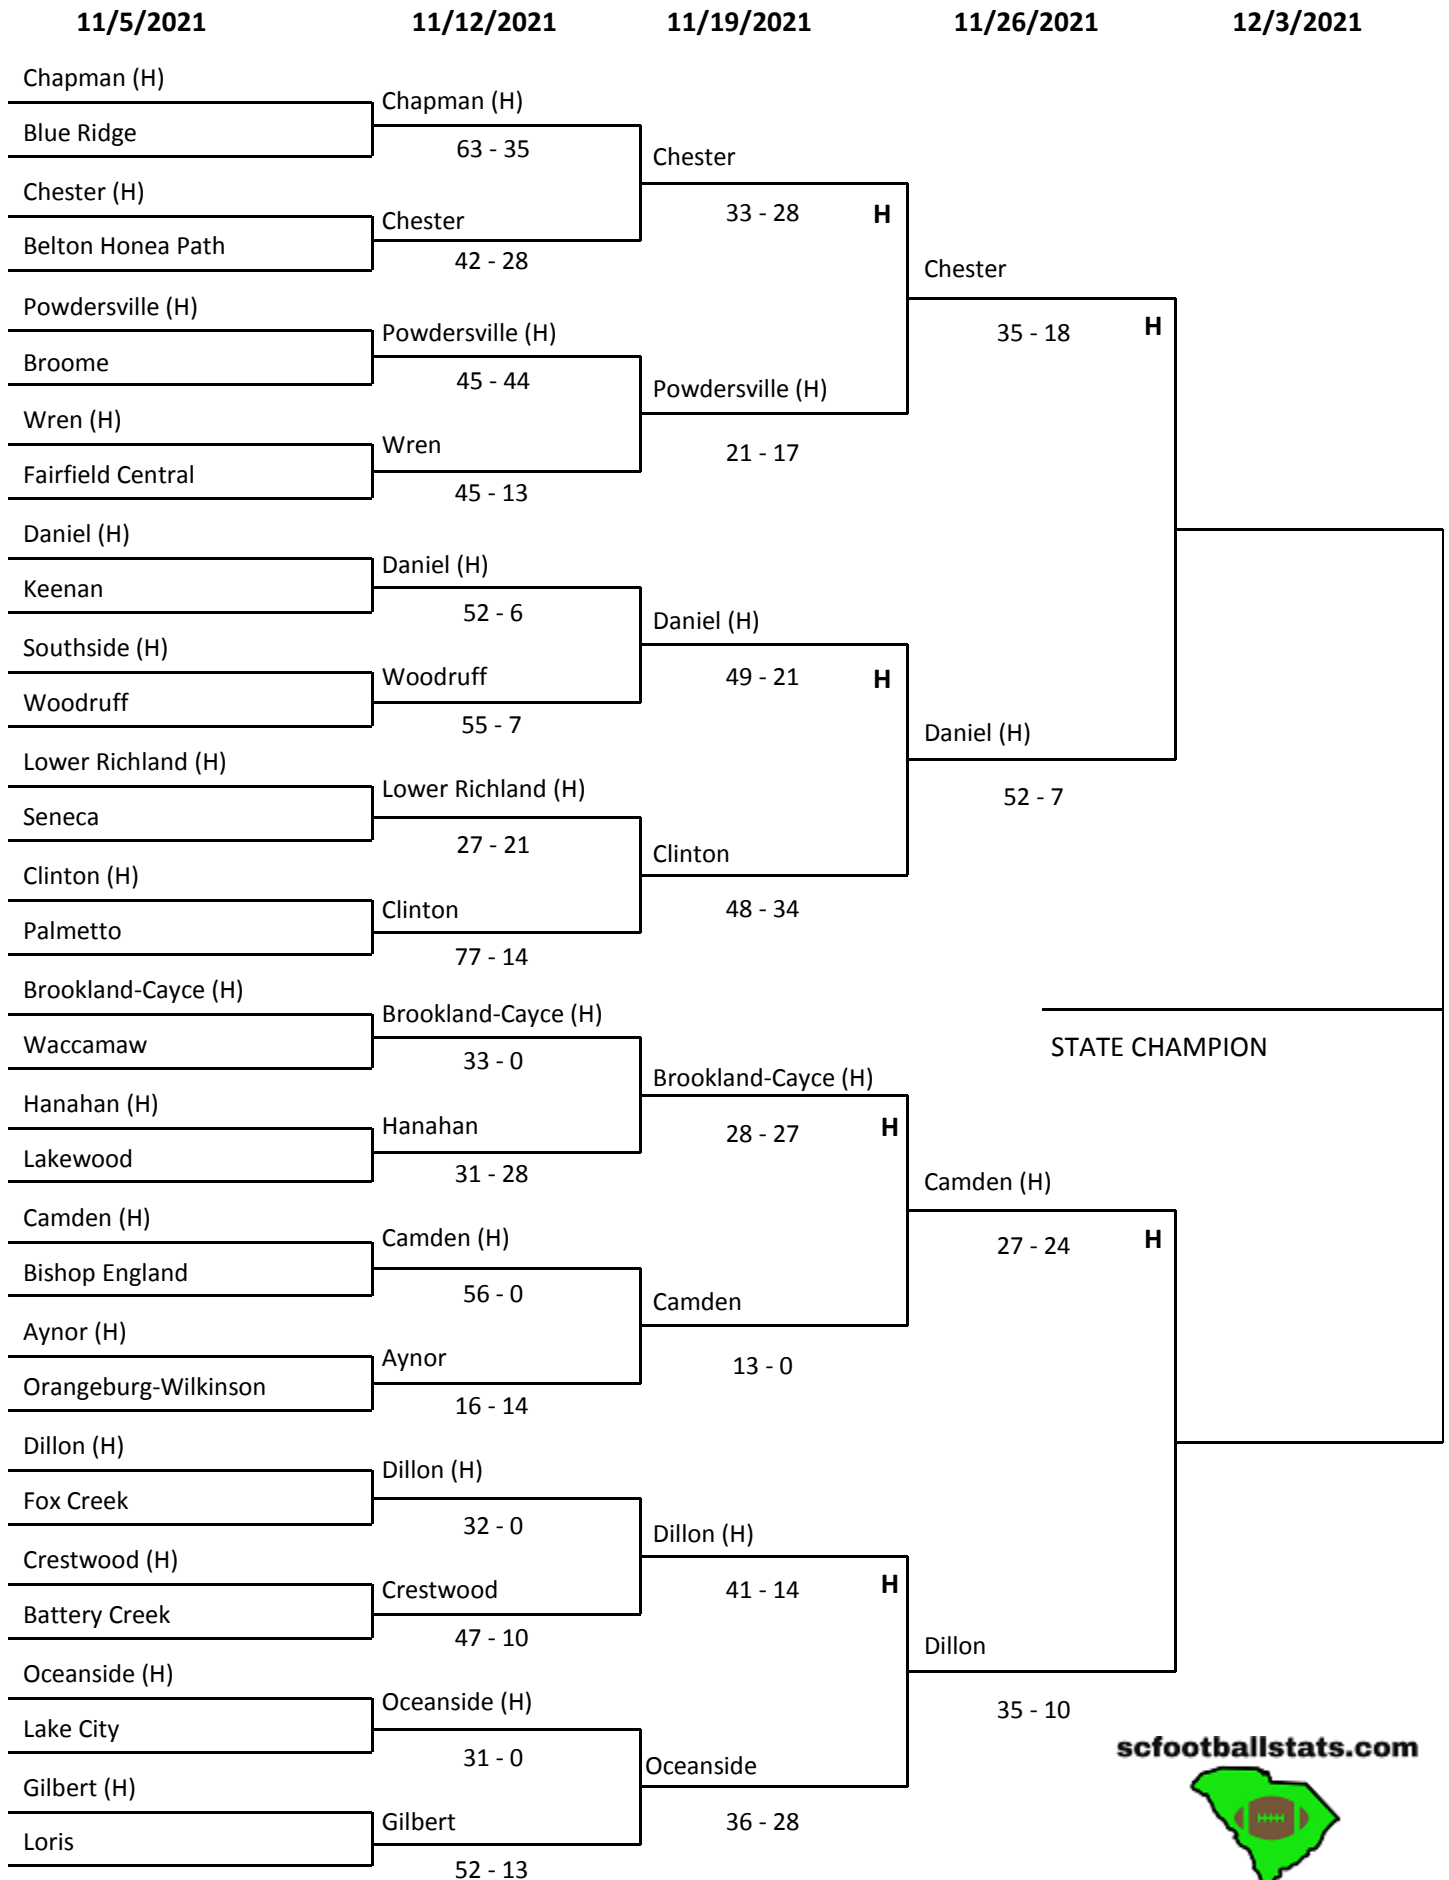 11/5/2021 11/12/2021 11/19/2021 11/26/2021 12/3/2021
Chapman (H)
Blue Ridge
Chester (H)
Belton Honea Path
Powdersville (H)
Broome
Wren (H)
Fairfield Central
Daniel (H)
Keenan
Southside (H)
Woodruff
Lower Richland (H)
Seneca
Clinton (H)
Palmetto
Brookland-Cayce (H)
Waccamaw
Hanahan (H)
Lakewood
Camden (H)
Bishop England
Aynor (H)
Orangeburg-Wilkinson
Dillon (H)
Fox Creek
Crestwood (H)
Battery Creek
Oceanside (H)
Lake City
Gilbert (H)
Loris
Chapman (H)
63 - 35
Chester
42 - 28
Powdersville (H)
45 - 44
Wren
45 - 13
Daniel (H)
52 - 6
Woodruff
55 - 7
Lower Richland (H)
27 - 21
Clinton
77 - 14
Brookland-Cayce (H)
33 - 0
Hanahan
31 - 28
Camden (H)
56 - 0
Aynor
16 - 14
Dillon (H)
32 - 0
Crestwood
47 - 10
Oceanside (H)
31 - 0
Gilbert
52 - 13
Chester
33 - 28 H
Powdersville (H)
21 - 17
Daniel (H)
49 - 21 H
Clinton
48 - 34
Brookland-Cayce (H)
28 - 27 H
Camden
13 - 0
Dillon (H)
41 - 14 H
Oceanside
36 - 28
Chester
35 - 18 H
Daniel (H)
52 - 7
Camden (H)
27 - 24 H
Dillon
35 - 10
STATE CHAMPION
scfootballstats.com